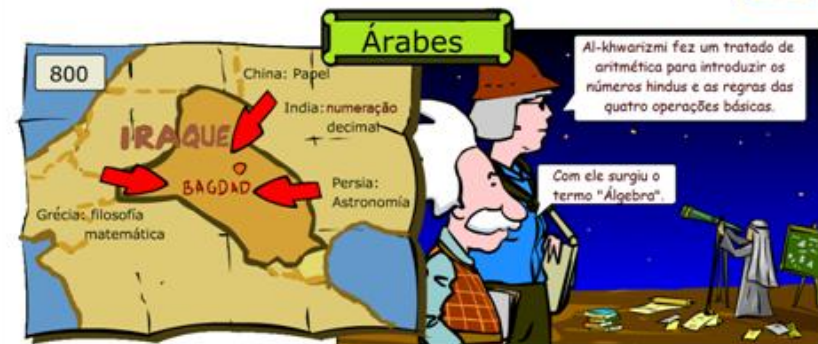 Árabes
800
China: Papel
India: numeração
decimal
IRAQUE
BAGDAD
Persia:
Astronomía
Grécia: filosofía
matemática
Al-khwarizmi fez um tratado de
aritmética para introduzir os
números hindus e as regras das
quatro operações básicas.
Com ele surgiu o
termo "Álgebra".